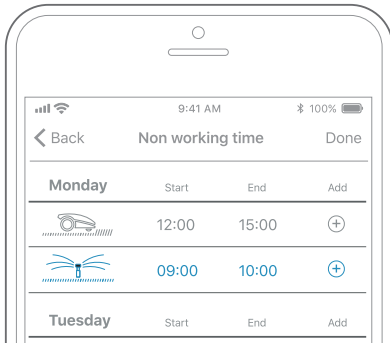 9:41 AM 100%
Back Non working time Done
Monday Start End Add
12:00 15:00
09:00 10:00
Tuesday Start End Add